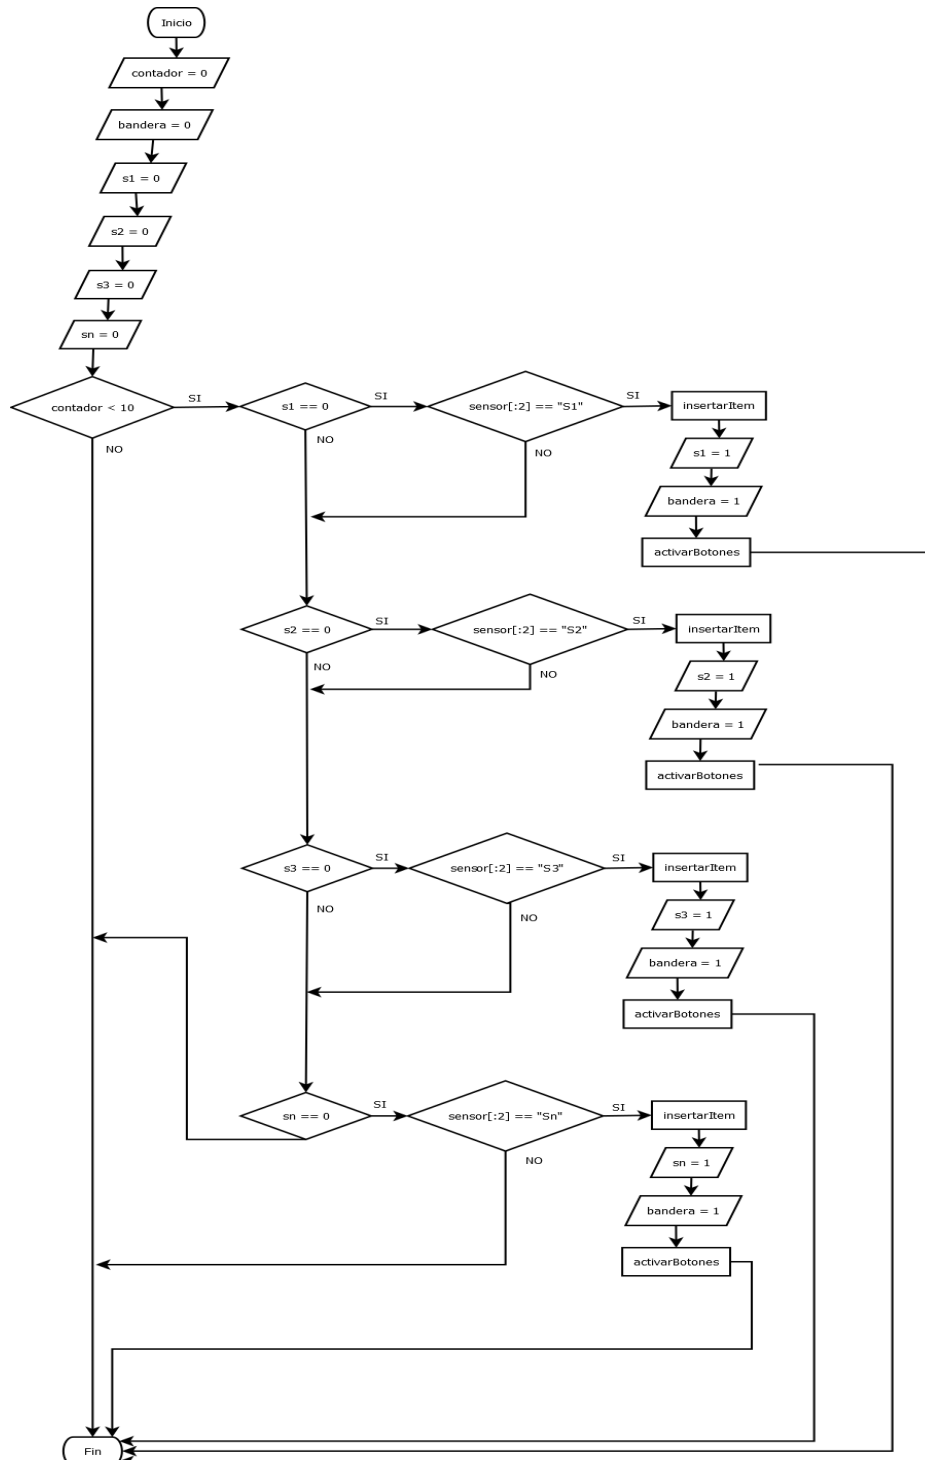 Inicio
contador = 0
bandera = 0
s1 = 0
s2 = 0
s3 = 0
sn = 0
contador < 10
SI
NO
s1 == 0
SI
NO
sensor[:2] == "S1"
SI
NO
insertarItem
s1 = 1
bandera = 1
activarBotones
s2 == 0
SI
NO
sensor[:2] == "S2"
SI
NO
insertarItem
s2 = 1
bandera = 1
activarBotones
s3 == 0
SI
NO
sensor[:2] == "S3"
SI
NO
insertarItem
s3 = 1
bandera = 1
activarBotones
sn == 0
SI
sensor[:2] == "Sn"
SI
NO
insertarItem
sn = 1
bandera = 1
activarBotones
Fin